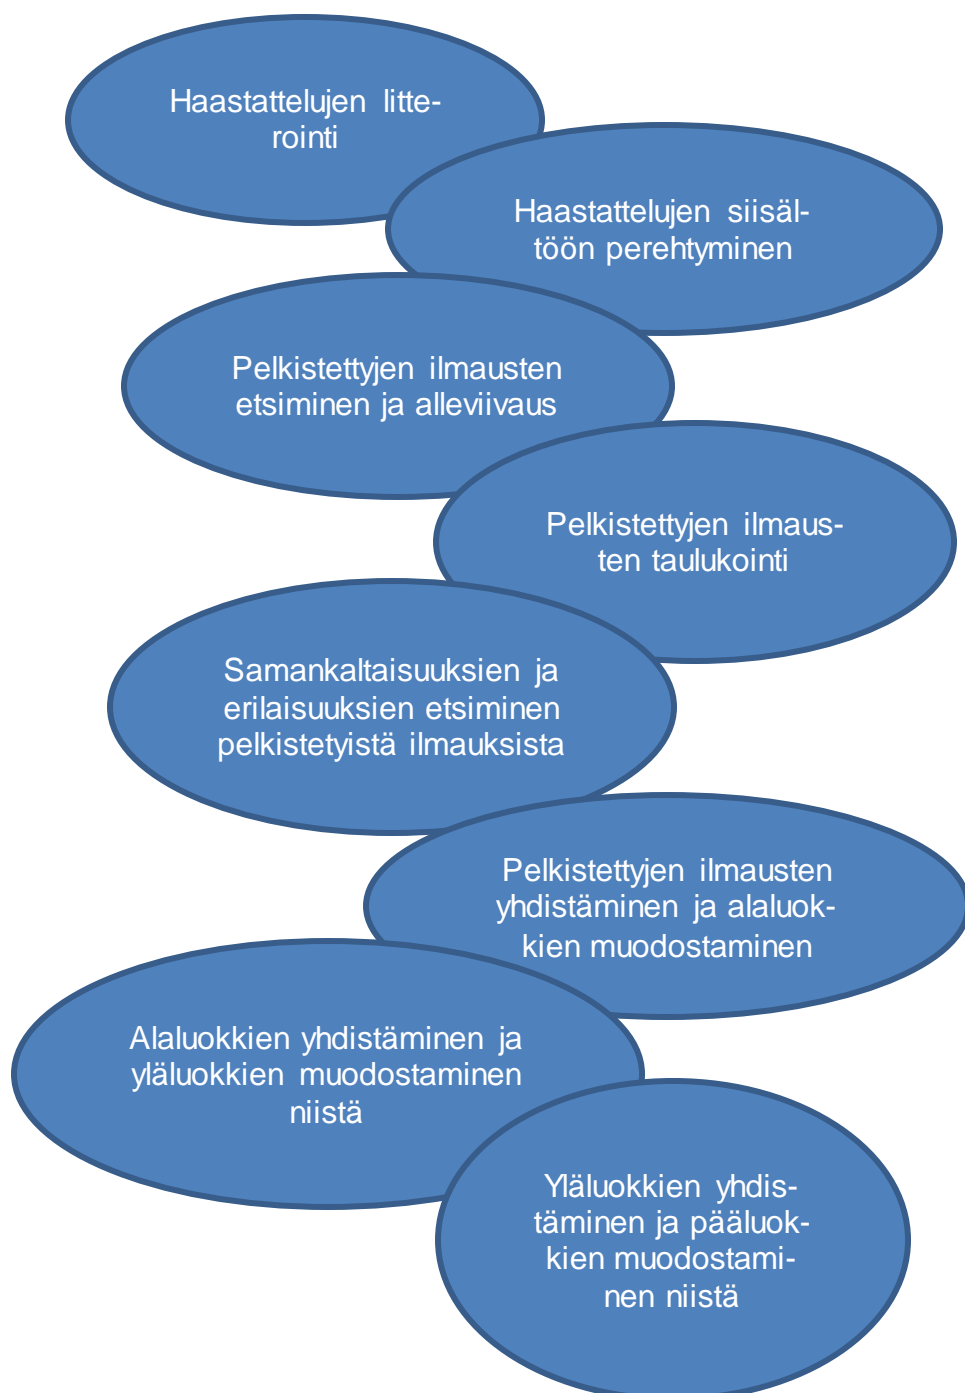 Haastattelujen litte-
rointi
Haastattelujen siisäl-
töön perehtyminen
Pelkistettyjen ilmausten
etsiminen ja alleviivaus
Pelkistettyjen ilmaus-
ten taulukointi
Samankaltaisuuksien ja
erilaisuuksien etsiminen
pelkistetyistä ilmauksista
Pelkistettyjen ilmausten
yhdistäminen ja alaluok-
kien muodostaminen
Alaluokkien yhdistäminen ja
yläluokkien muodostaminen
niistä
Yläluokkien yhdis-
täminen ja pääluok-
kien muodostami-
nen niistä